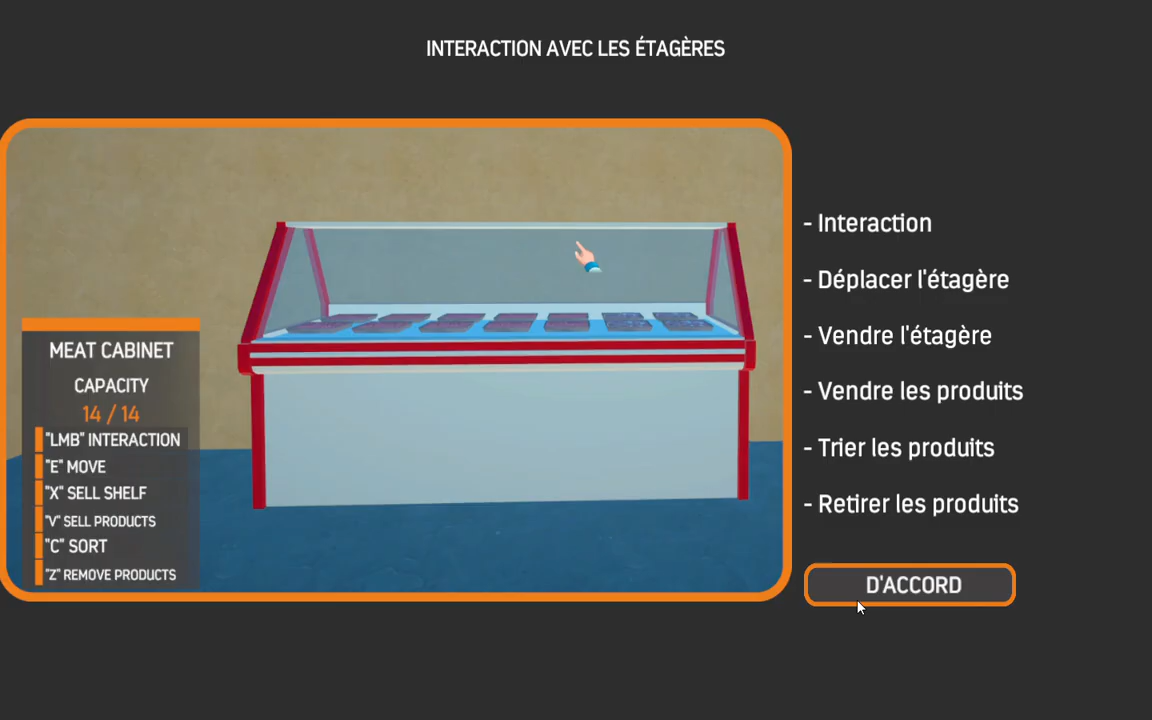 INTERACTION AVEC LES ÉTAGÈRES
MEAT CABINET
CAPACITY
14 / 14
"LMB" INTERACTION
"E" MOVE
"X" SELL SHELF
"V" SELL PRODUCTS
"C" SORT
"Z" REMOVE PRODUCTS
- Interaction
- Déplacer l'étagère
- Vendre l'étagère
- Vendre les produits
- Trier les produits
- Retirer les produits
D'ACCORD